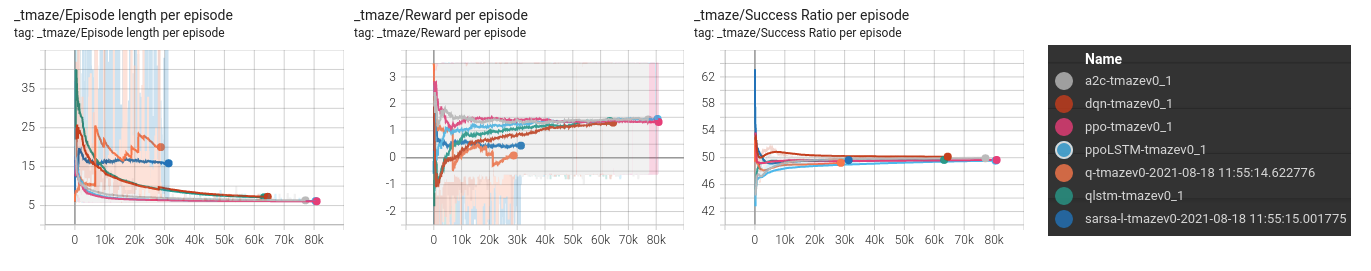 _tmaze/Episode length per episode
tag: _tmaze/Episode length per episode
35
25
15
5
0 10k 20k 30k 40k 50k 60k 70k 80k
_tmaze/Reward per episode
tag: _tmaze/Reward per episode
3
2
1
0
-1
-2
0 10k 20k 30k 40k 50k 60k 70k 80k
_tmaze/Success Ratio per episode
tag: _tmaze/Success Ratio per episode
62
58
54
50
46
42
0 10k 20k 30k 40k 50k 60k 70k 80k
Name
a2c-tmazev0_1
dqn-tmazev0_1
ppo-tmazev0_1
ppoLSTM-tmazev0_1
q-tmazev0-2021-08-18 11:55:14.622776
qlstm-tmazev0_1
sarsa-l-tmazev0-2021-08-18 11:55:15.001775